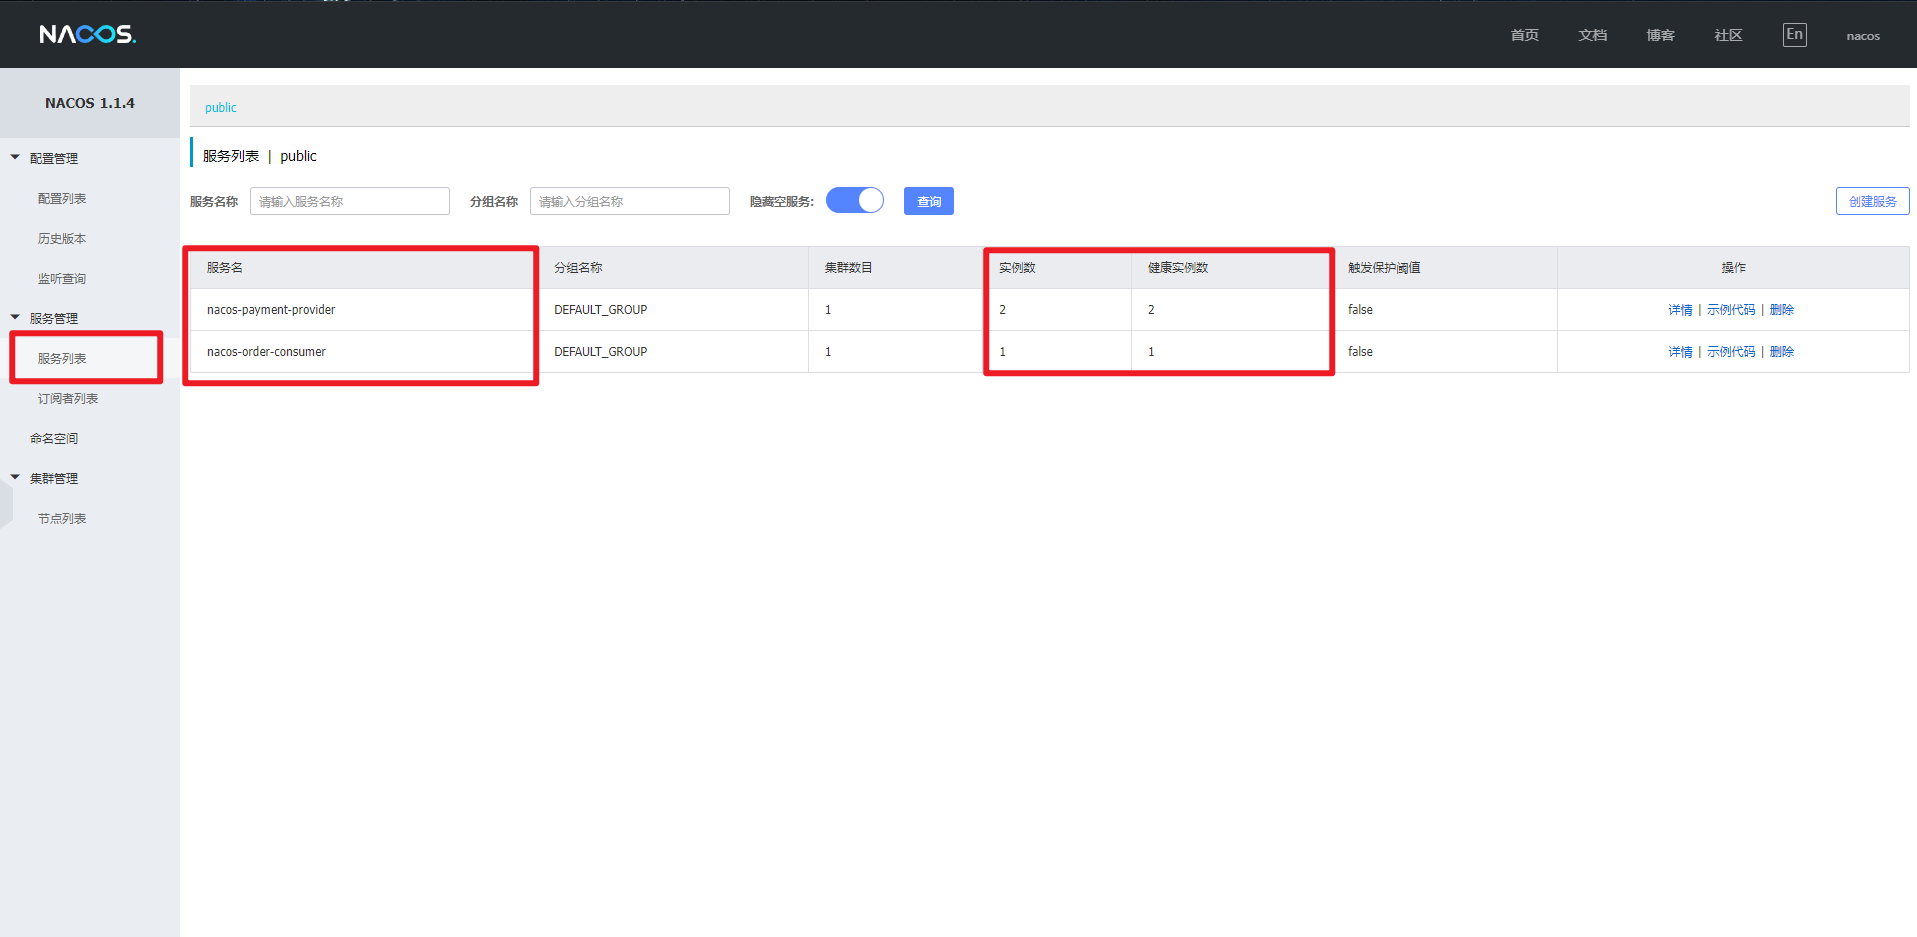 NACOS.
首页 文档 博客 社区 En nacos
NACOS 1.1.4
配置管理
配置列表
历史版本
监听查询
服务管理
服务列表
订阅者列表
命名空间
集群管理
节点列表
public
服务列表 | public
服务名称 请输入服务名称 分组名称 请输入分组名称 隐藏空服务: 查询 创建服务
服务名 分组名称 集群数目 实例数 健康实例数 触发保护阈值 操作
nacos-payment-provider DEFAULT_GROUP 1 2 2 false 详情 | 示例代码 | 删除
nacos-order-consumer DEFAULT_GROUP 1 1 1 false 详情 | 示例代码 | 删除